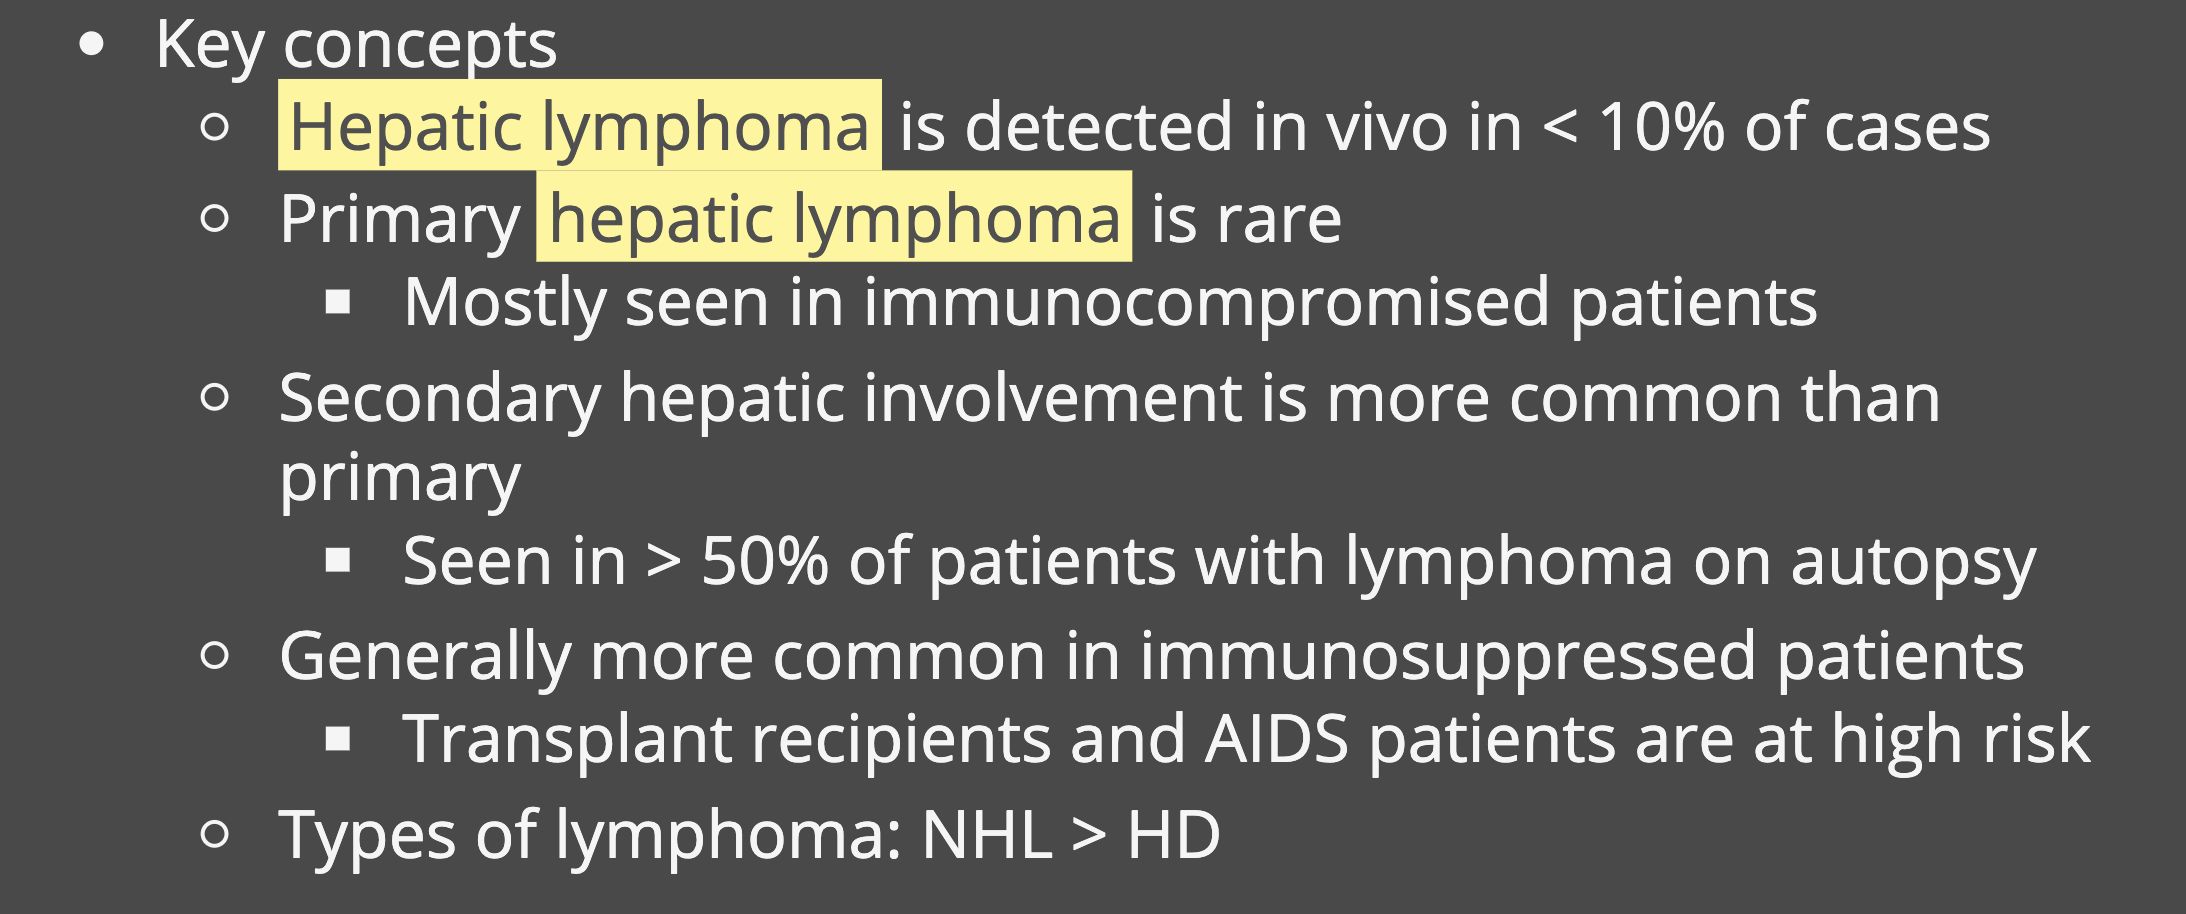 Key concepts
Hepatic lymphoma is detected in vivo in < 10% of cases
Primary hepatic lymphoma is rare
Mostly seen in immunocompromised patients
Secondary hepatic involvement is more common than
primary
Seen in > 50% of patients with lymphoma on autopsy
Generally more common in immunosuppressed patients
Transplant recipients and AIDS patients are at high risk
Types of lymphoma: NHL > HD